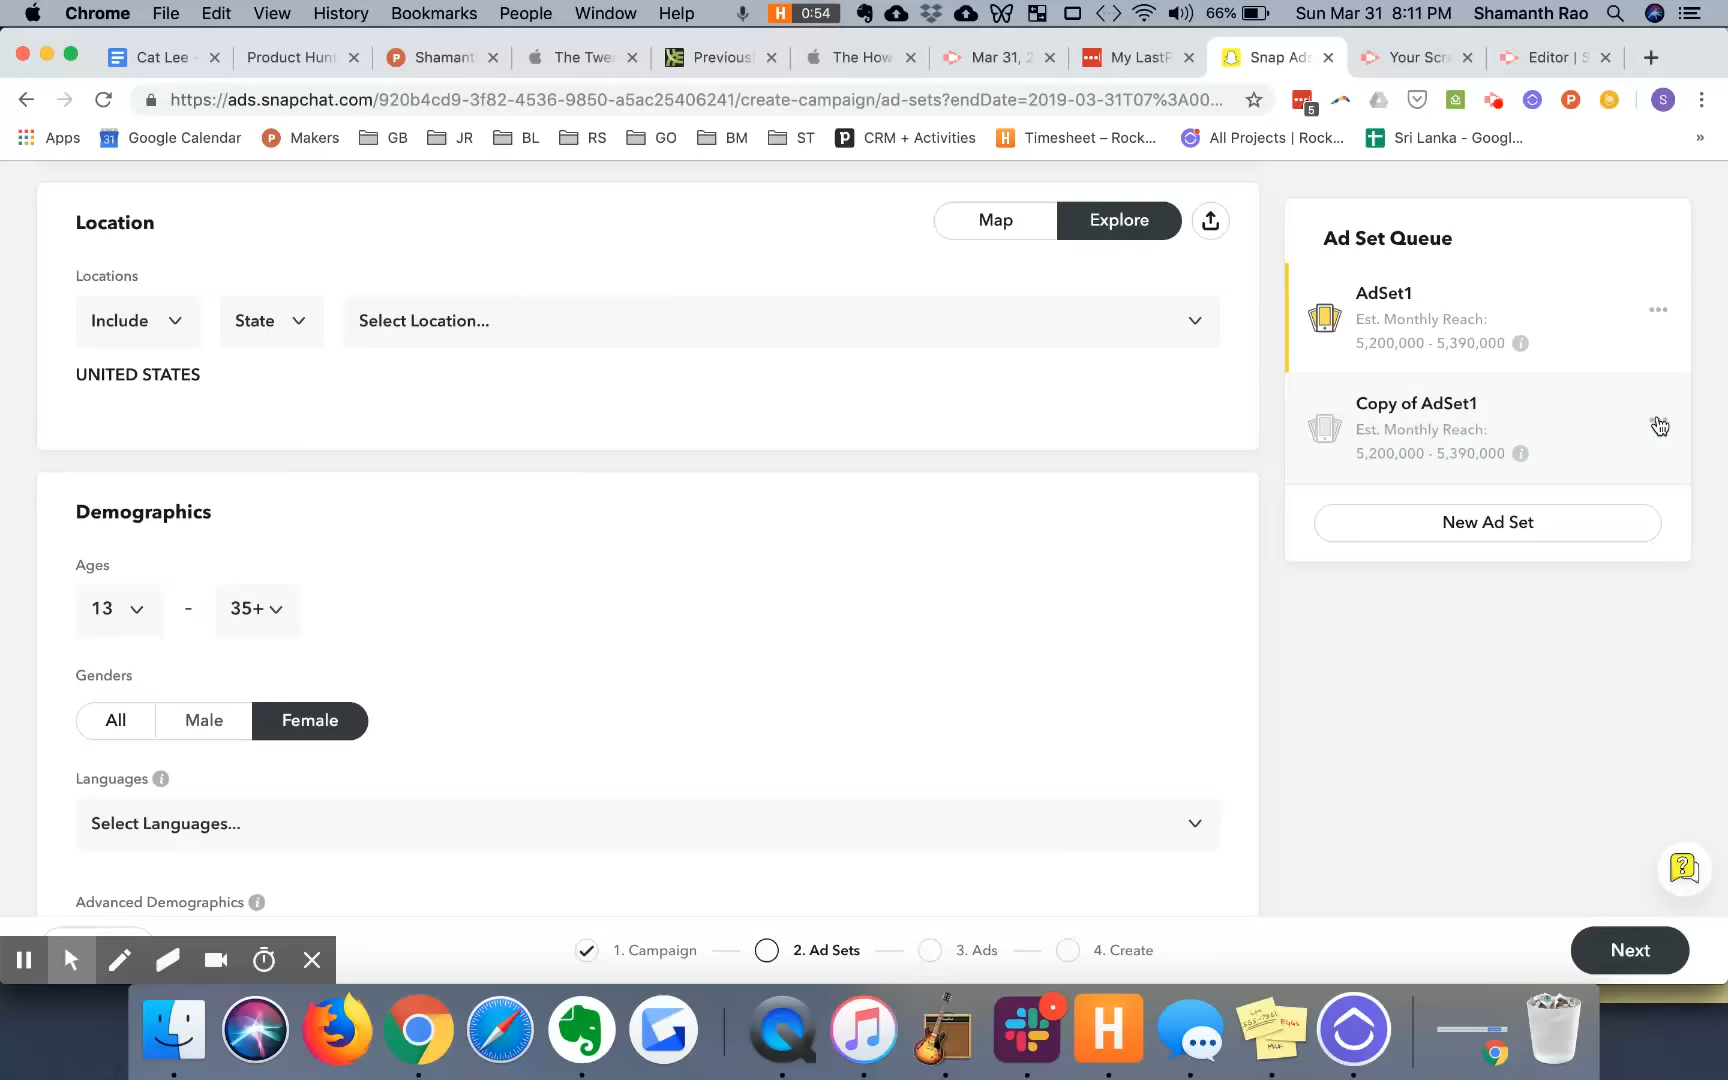 Chrome File Edit View History Bookmarks People Window Help H 0:54 66% Sun Mar 31 8:11 PM Shamanth Rao
Cat Lee - Product Hunt Shamant The Twe Previous The How Mar 31, 2 My LastP Snap Ads Your Scre Editor | S
https://ads.snapchat.com/920b4cd9-3f82-4536-9850-a5ac25406241/create-campaign/ad-sets?endDate=2019-03-31T07%3A00... 5 S
Apps 31 Google Calendar Makers GB JR BL RS GO BM ST CRM + Activities Timesheet – Rock... All Projects | Rock... Sri Lanka - Googl... »
Location
Map Explore
Locations
Include State Select Location...
UNITED STATES
Demographics
Ages
13 - 35+
Genders
All Male Female
Languages
Select Languages...
Advanced Demographics
Ad Set Queue
AdSet1
Est. Monthly Reach:
5,200,000 - 5,390,000
Copy of AdSet1
Est. Monthly Reach:
5,200,000 - 5,390,000
New Ad Set
1. Campaign 2. Ad Sets 3. Ads 4. Create
Next